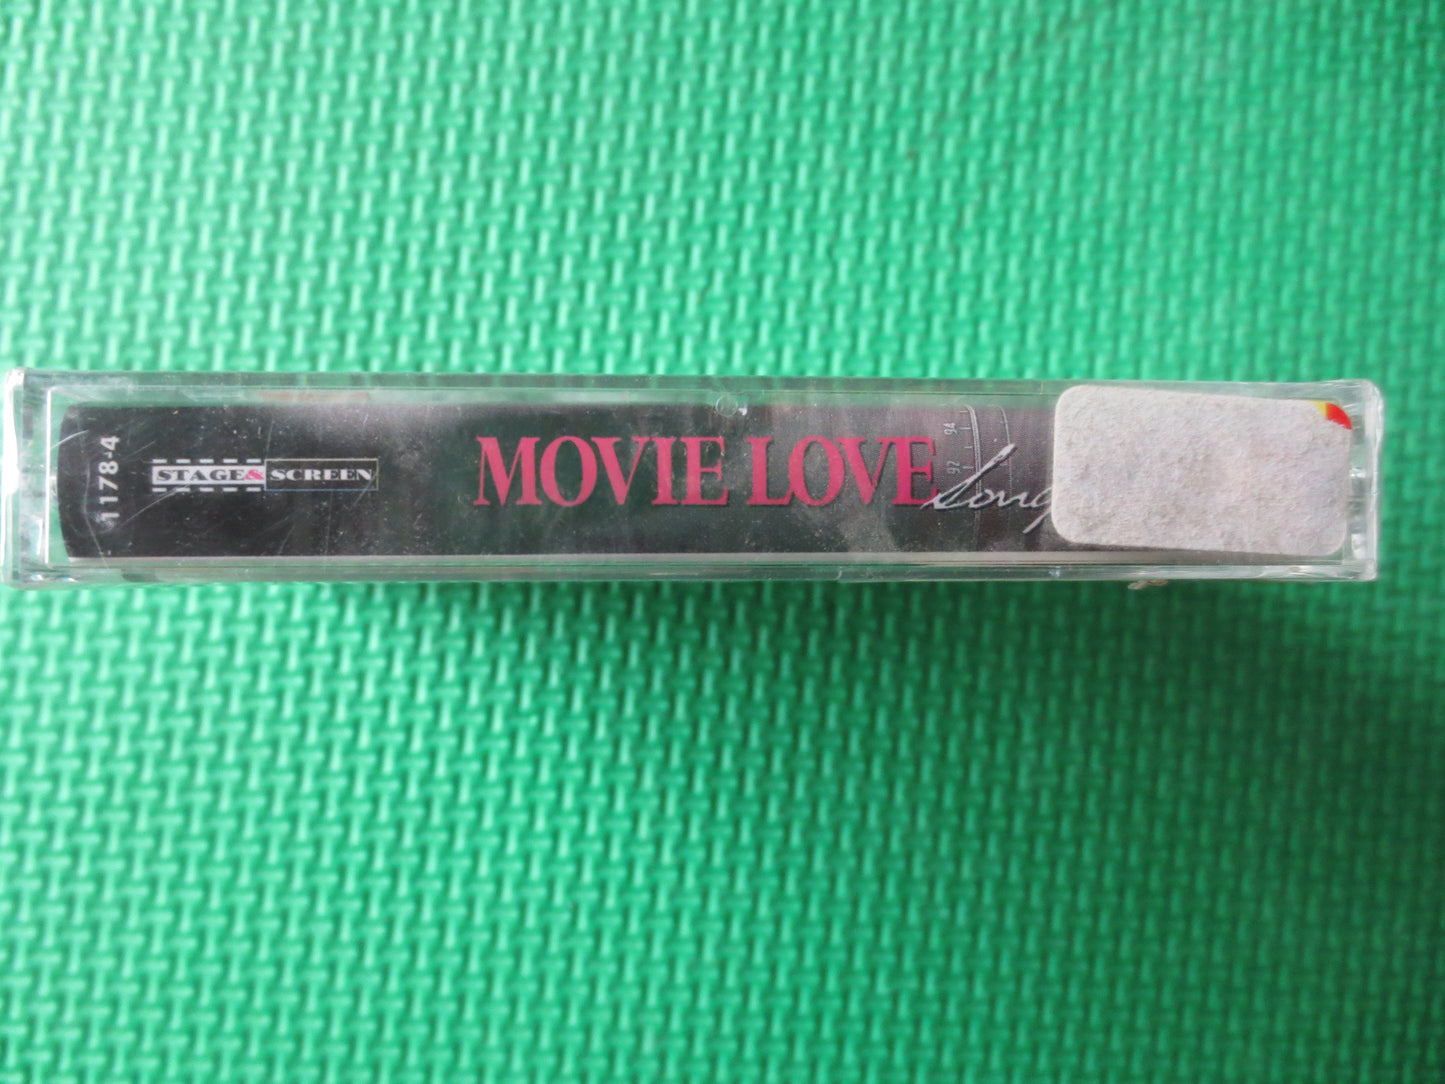 1178-4
STAGE & SCREEN
MOVIE LOVE
92 94